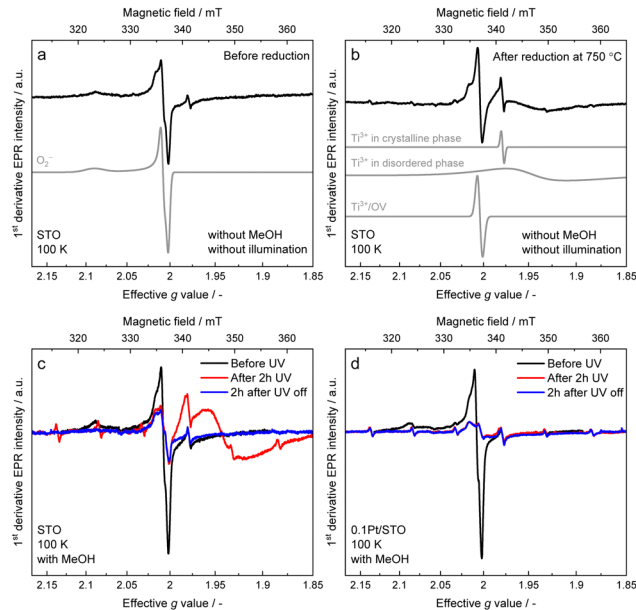 Magnetic field / mT
320 330 340 350 360
a
Before reduction
O₂⁻
STO
100 K
without MeOH
without illumination
1st derivative EPR intensity / a.u.
2.15 2.1 2.05 2 1.95 1.9 1.85
Effective g value / -
Magnetic field / mT
320 330 340 350 360
b
After reduction at 750 °C
Ti³⁺ in crystalline phase
Ti³⁺ in disordered phase
Ti³⁺/OV
STO
100 K
without MeOH
without illumination
1st derivative EPR intensity / a.u.
2.15 2.1 2.05 2 1.95 1.9 1.85
Effective g value / -
Magnetic field / mT
320 330 340 350 360
c
Before UV
After 2h UV
2h after UV off
STO
100 K
with MeOH
1st derivative EPR intensity / a.u.
2.15 2.1 2.05 2 1.95 1.9 1.85
Effective g value / -
Magnetic field / mT
320 330 340 350 360
d
Before UV
After 2h UV
2h after UV off
0.1Pt/STO
100 K
with MeOH
1st derivative EPR intensity / a.u.
2.15 2.1 2.05 2 1.95 1.9 1.85
Effective g value / -